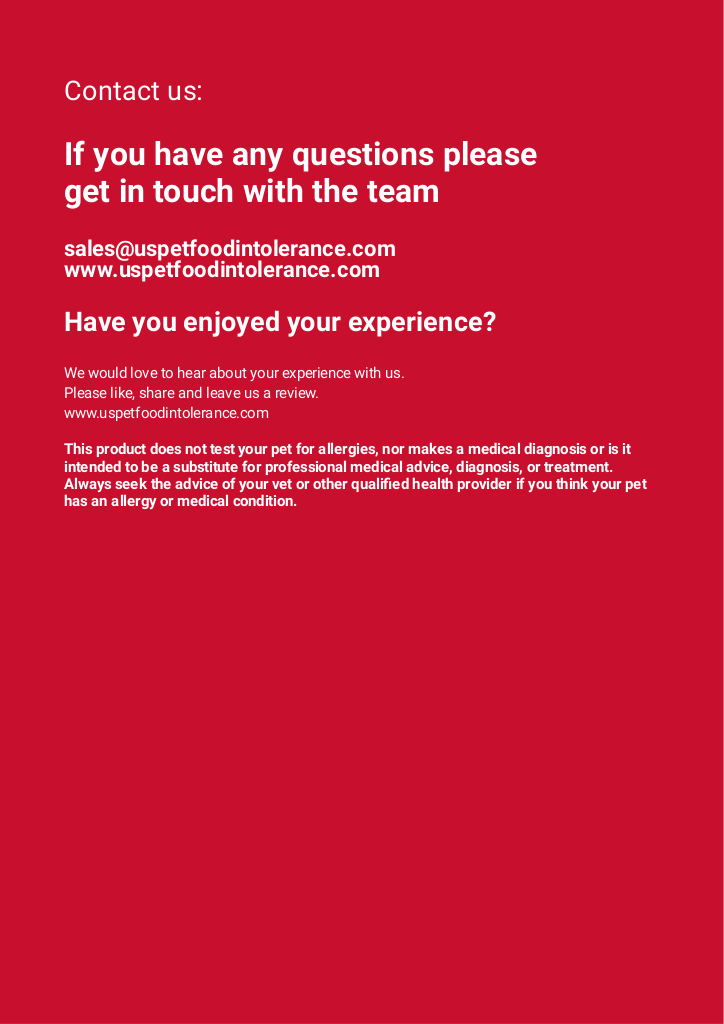 Contact us:
If you have any questions please
get in touch with the team
sales@uspetfoodintolerance.com
www.uspetfoodintolerance.com
Have you enjoyed your experience?
We would love to hear about your experience with us.
Please like, share and leave us a review.
www.uspetfoodintolerance.com
This product does not test your pet for allergies, nor makes a medical diagnosis or is it
intended to be a substitute for professional medical advice, diagnosis, or treatment.
Always seek the advice of your vet or other qualified health provider if you think your pet
has an allergy or medical condition.